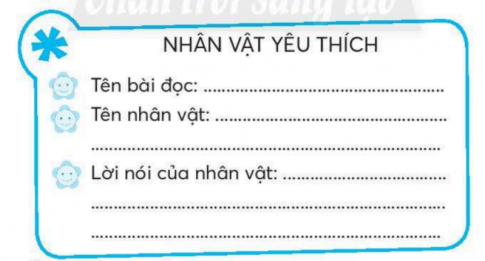 Chân trời sáng tạo
NHÂN VẬT YÊU THÍCH
Tên bài đọc: ....................................................
Tên nhân vật: ..................................................
...........................................................................
Lời nói của nhân vật: ...................................
............................................................................
...........................................................................